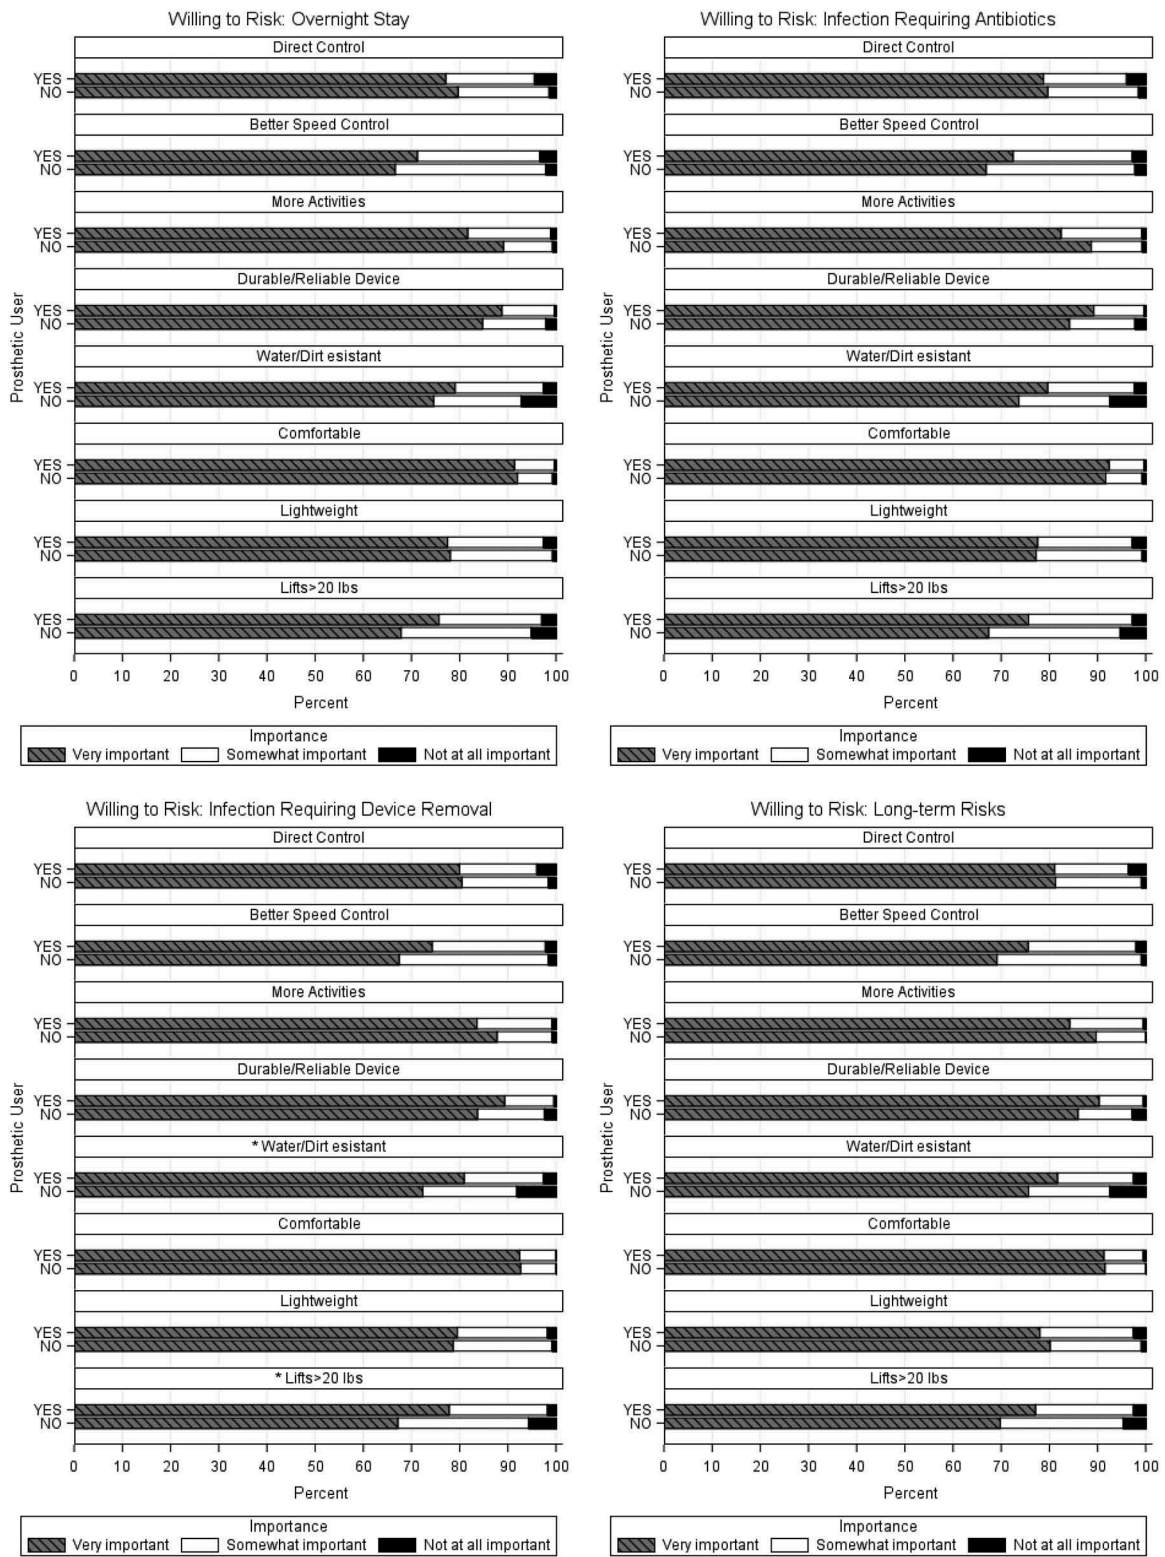 Willing to Risk: Overnight Stay
Direct Control
YES
NO
Better Speed Control
YES
NO
More Activities
YES
NO
Durable/Reliable Device
YES
NO
Water/Dirt esistant
YES
NO
Comfortable
YES
NO
Lightweight
YES
NO
Lifts>20 lbs
YES
NO
Prosthetic User
0 10 20 30 40 50 60 70 80 90 100
Percent
Importance
Very important Somewhat important Not at all important
Willing to Risk: Infection Requiring Antibiotics
Direct Control
YES
NO
Better Speed Control
YES
NO
More Activities
YES
NO
Durable/Reliable Device
YES
NO
Water/Dirt esistant
YES
NO
Comfortable
YES
NO
Lightweight
YES
NO
Lifts>20 lbs
YES
NO
Prosthetic User
0 10 20 30 40 50 60 70 80 90 100
Percent
Importance
Very important Somewhat important Not at all important
Willing to Risk: Infection Requiring Device Removal
Direct Control
YES
NO
Better Speed Control
YES
NO
More Activities
YES
NO
Durable/Reliable Device
YES
NO
* Water/Dirt esistant
YES
NO
Comfortable
YES
NO
Lightweight
YES
NO
* Lifts>20 lbs
YES
NO
Prosthetic User
0 10 20 30 40 50 60 70 80 90 100
Percent
Importance
Very important Somewhat important Not at all important
Willing to Risk: Long-term Risks
Direct Control
YES
NO
Better Speed Control
YES
NO
More Activities
YES
NO
Durable/Reliable Device
YES
NO
Water/Dirt esistant
YES
NO
Comfortable
YES
NO
Lightweight
YES
NO
Lifts>20 lbs
YES
NO
Prosthetic User
0 10 20 30 40 50 60 70 80 90 100
Percent
Importance
Very important Somewhat important Not at all important